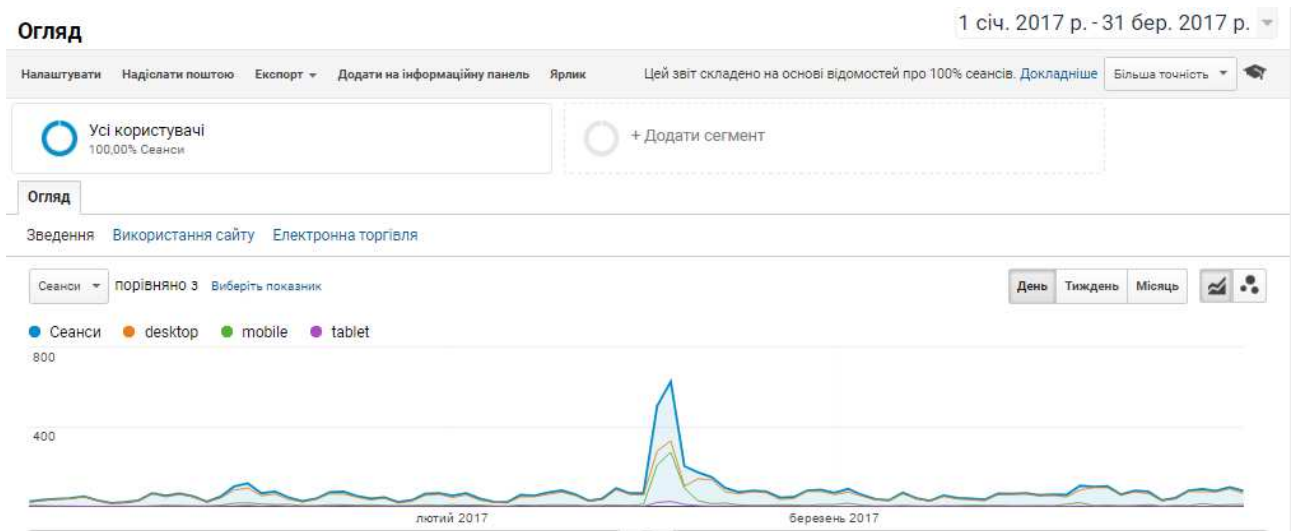 Огляд
1 січ. 2017 р. - 31 бер. 2017 р.
Налаштувати Надіслати поштою Експорт Додати на інформаційну панель Ярлик Цей звіт складено на основі відомостей про 100% сеансів. Докладніше Більша точність
Усі користувачі
100,00% Сеанси
+ Додати сегмент
Огляд
Зведення Використання сайту Електронна торгівля
Сеанси порівняно з Виберіть показник День Тиждень Місяць
Сеанси desktop mobile tablet
800
400
лютий 2017 березень 2017